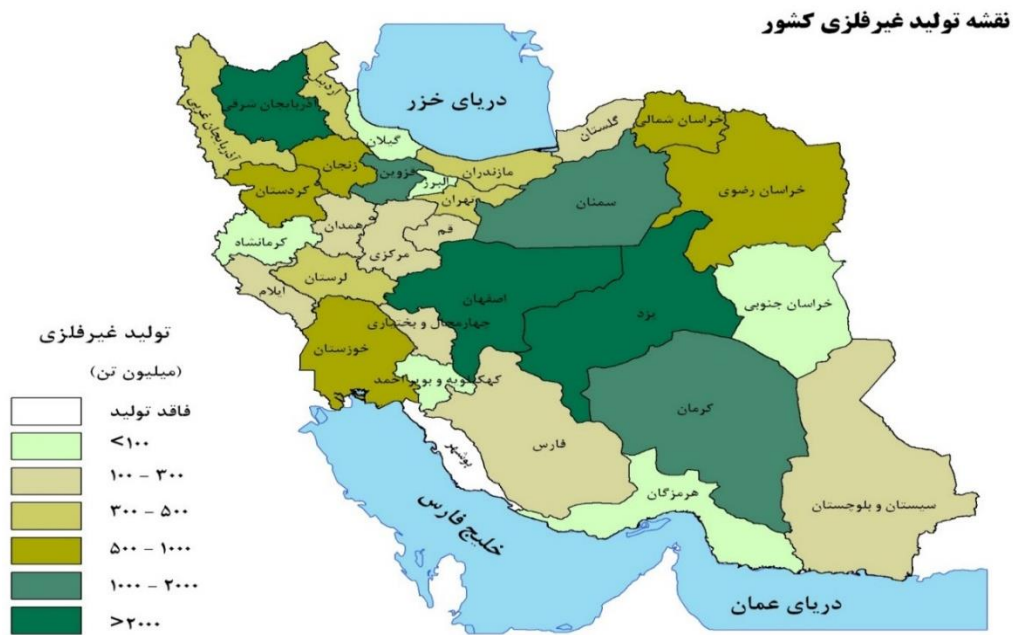 نقشه تولید غیرفلزی کشور
دریای خزر
اردبیل
آذربایجان شرقی
آذربایجان غربی
گیلان
گلستان
خراسان شمالی
زنجان
قزوین
البرز
مازندران
تهران
سمنان
خراسان رضوی
کردستان
همدان
قم
مرکزی
کرمانشاه
لرستان
ایلام
اصفهان
یزد
خراسان جنوبی
چهارمحال و بختیاری
خوزستان
کهکیلویه و بویراحمد
کرمان
فارس
بوشهر
هرمزگان
سیستان و بلوچستان
خلیج فارس
دریای عمان
تولید غیرفلزی
(میلیون تن)
فاقد تولید
<۱۰۰
۱۰۰ - ۳۰۰
۳۰۰ - ۵۰۰
۵۰۰ - ۱۰۰۰
۱۰۰۰ - ۲۰۰۰
>۲۰۰۰